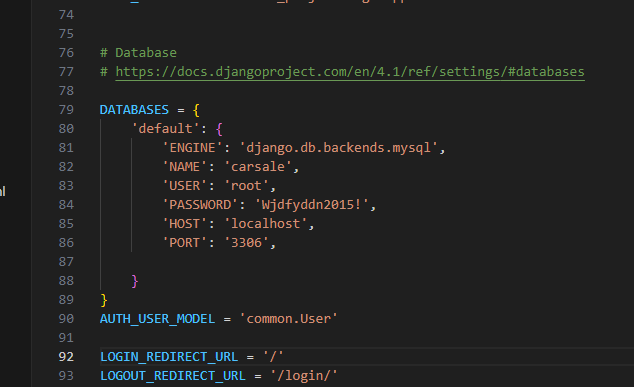 74
75
76 # Database
77 # https://docs.djangoproject.com/en/4.1/ref/settings/#databases
78
79 DATABASES = {
80 'default': {
81 'ENGINE': 'django.db.backends.mysql',
82 'NAME': 'carsale',
83 'USER': 'root',
84 'PASSWORD': 'Wjdfyddn2015!',
85 'HOST': 'localhost',
86 'PORT': '3306',
87
88 }
89 }
90 AUTH_USER_MODEL = 'common.User'
91
92 LOGIN_REDIRECT_URL = '/'
93 LOGOUT_REDIRECT_URL = '/login/'